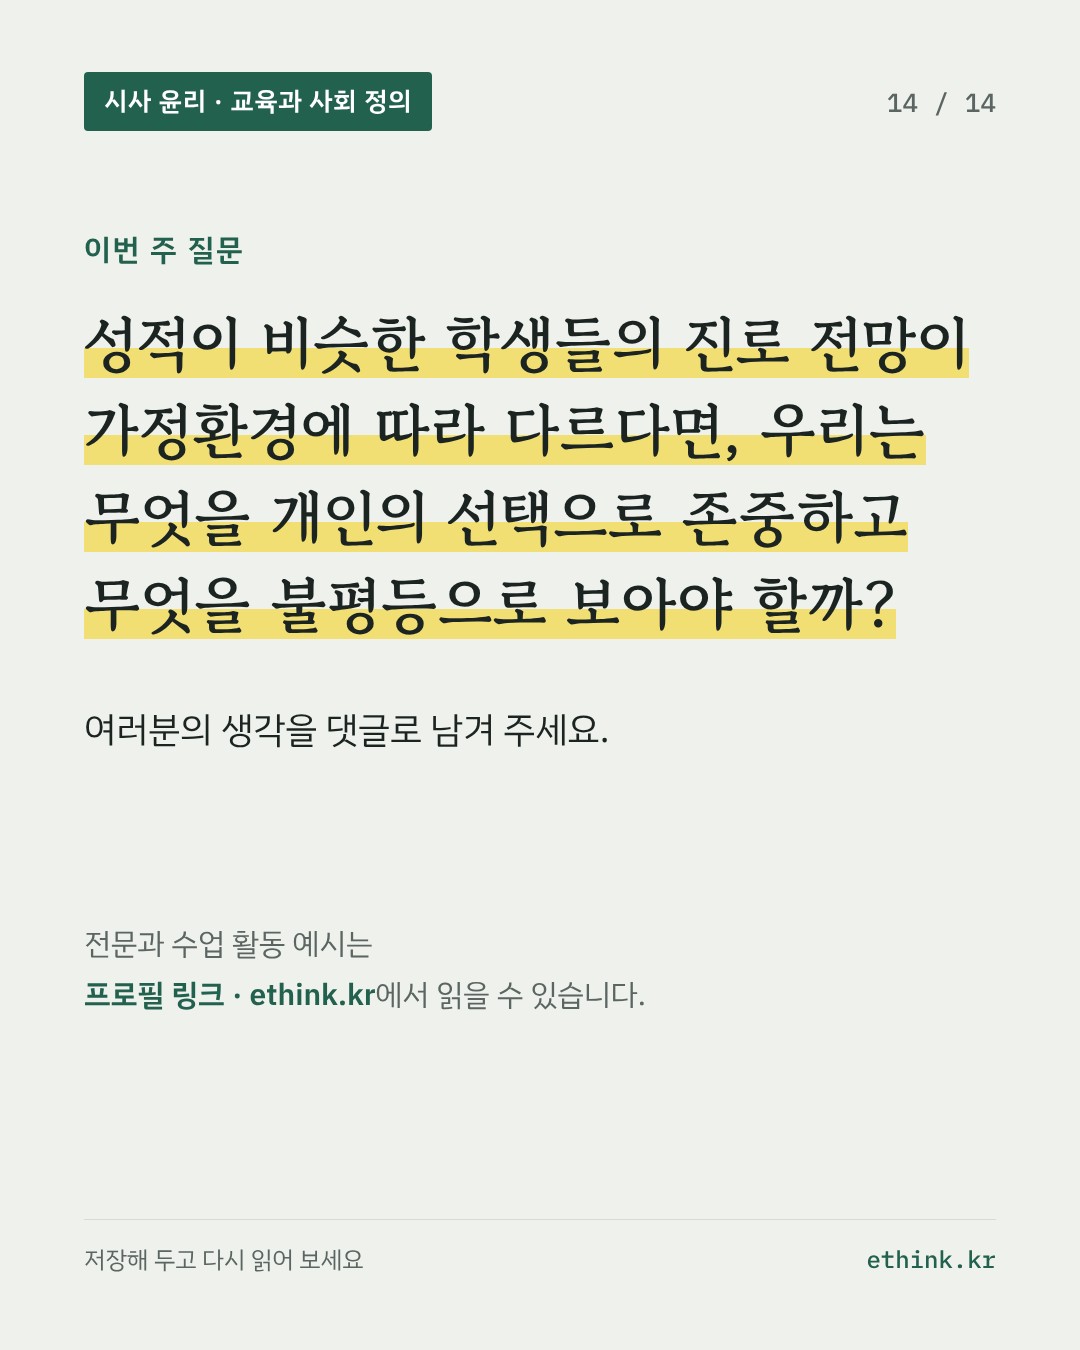 시사 윤리 · 교육과 사회 정의
14 / 14
이번 주 질문
성적이 비슷한 학생들의 진로 전망이
가정환경에 따라 다르다면, 우리는
무엇을 개인의 선택으로 존중하고
무엇을 불평등으로 보아야 할까?
여러분의 생각을 댓글로 남겨 주세요.
전문과 수업 활동 예시는
프로필 링크 · ethink.kr에서 읽을 수 있습니다.
저장해 두고 다시 읽어 보세요
ethink.kr